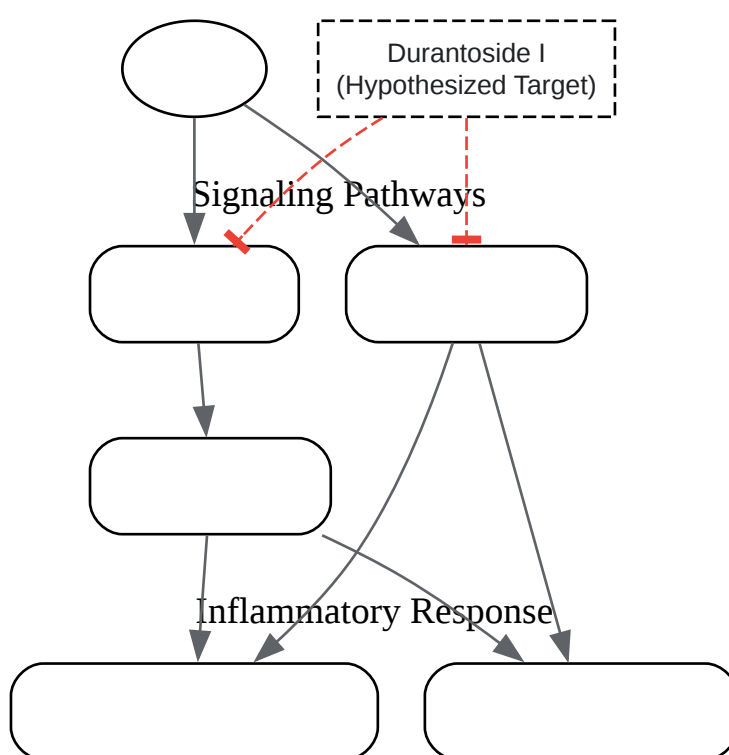 Durantoside I
(Hypothesized Target)
Signaling Pathways
Inflammatory Response